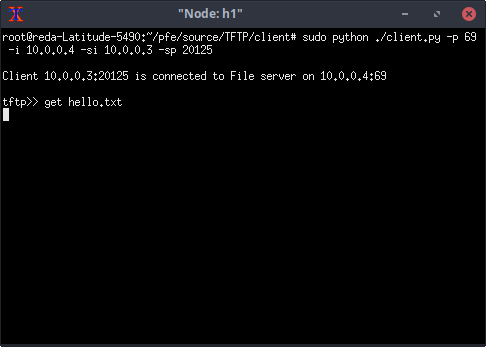 "Node: h1"
root@reda-Latitude-5490:~/pfe/source/TFTP/client# sudo python ./client.py -p 69
-i 10.0.0.4 -si 10.0.0.3 -sp 20125
Client 10.0.0.3:20125 is connected to File server on 10.0.0.4:69
tftp>> get hello.txt